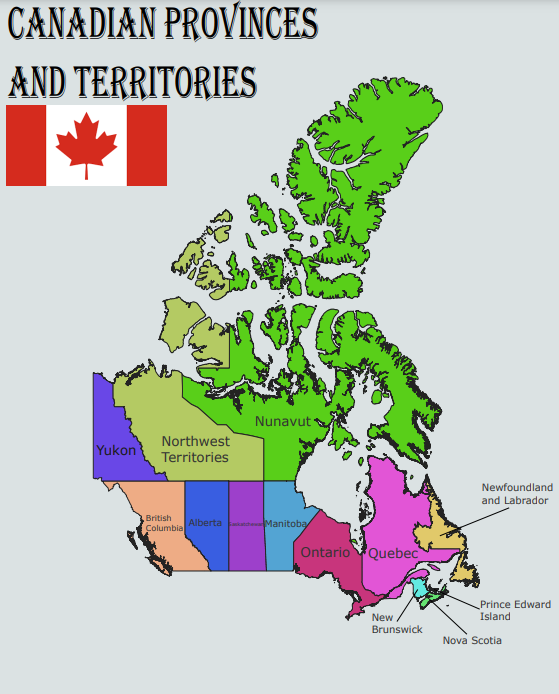 CANADIAN PROVINCES
AND TERRITORIES
Nunavut
Yukon
Northwest
Territories
British
Columbia
Alberta
Saskatchewan
Manitoba
Ontario
Quebec
Newfoundland
and Labrador
Prince Edward
Island
New
Brunswick
Nova Scotia